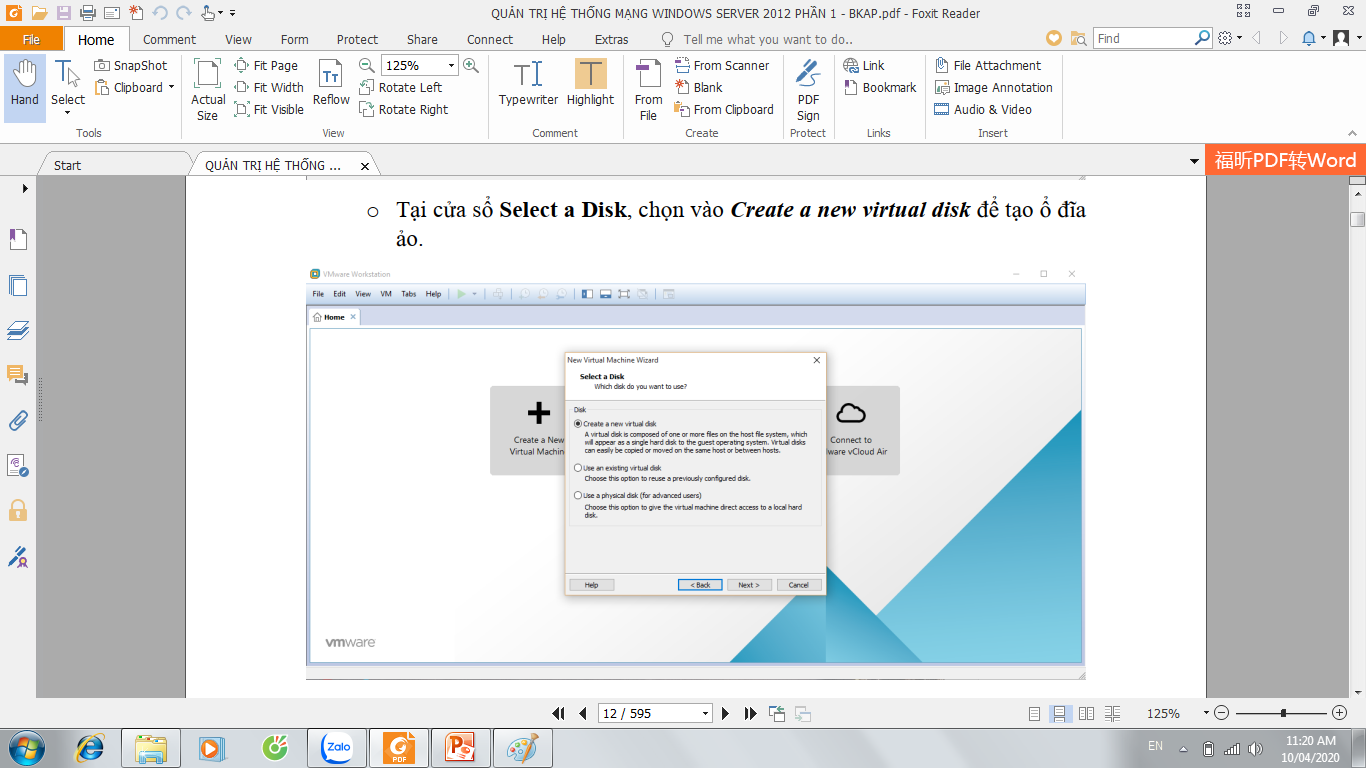 QUẢN TRỊ HỆ THỐNG MẠNG WINDOWS SERVER 2012 PHẦN 1 - BKAP.pdf - Foxit Reader
File Home Comment View Form Protect Share Connect Help Extras Tell me what you want to do.. Find
Hand
Select
SnapShot
Clipboard
Tools
Actual Size
Fit Page
Fit Width
Fit Visible
Reflow
125%
Rotate Left
Rotate Right
View
Typewriter
Highlight
Comment
From File
From Scanner
Blank
From Clipboard
Create
PDF Sign
Protect
Link
Bookmark
Links
File Attachment
Image Annotation
Audio & Video
Insert
Start
QUẢN TRỊ HỆ THỐNG ...
福昕PDF转Word
o Tại cửa sổ Select a Disk, chọn vào Create a new virtual disk để tạo ổ đĩa
ảo.
VMware Workstation
File Edit View VM Tabs Help
Home
Create a New
Virtual Machin
Connect to
ware vCloud Air
New Virtual Machine Wizard
Select a Disk
Which disk do you want to use?
Disk
Create a new virtual disk
A virtual disk is composed of one or more files on the host file system, which
will appear as a single hard disk to the guest operating system. Virtual disks
can easily be copied or moved on the same host or between hosts.
Use an existing virtual disk
Choose this option to reuse a previously configured disk.
Use a physical disk (for advanced users)
Choose this option to give the virtual machine direct access to a local hard
disk.
Help < Back Next > Cancel
vmware
12 / 595
125%
Zalo
PDF
EN
11:20 AM
10/04/2020